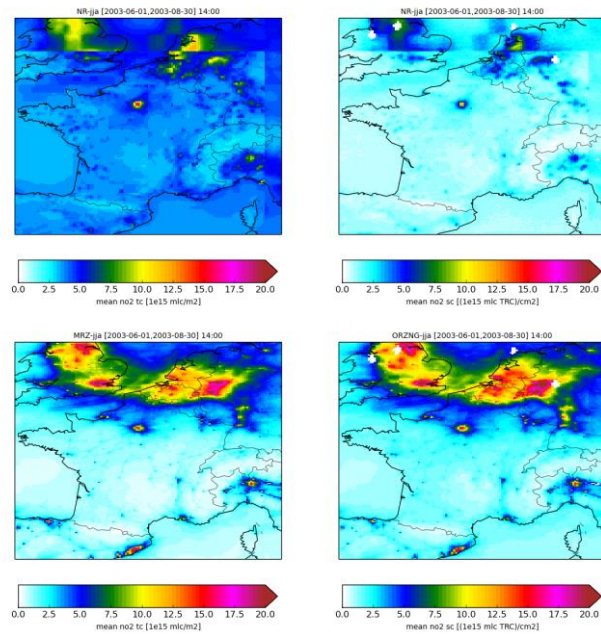 NR-jja [2003-06-01,2003-08-30] 14:00
NR-jja [2003-06-01,2003-08-30] 14:00
0.0 2.5 5.0 7.5 10.0 12.5 15.0 17.5 20.0
mean no2 tc [1e15 mlc/m2]
0.0 2.5 5.0 7.5 10.0 12.5 15.0 17.5 20.0
mean no2 sc [(1e15 mlc TRC)/cm2]
MRZ-jja [2003-06-01,2003-08-30] 14:00
ORZNG-jja [2003-06-01,2003-08-30] 14:00
0.0 2.5 5.0 7.5 10.0 12.5 15.0 17.5 20.0
mean no2 tc [1e15 mlc/m2]
0.0 2.5 5.0 7.5 10.0 12.5 15.0 17.5 20.0
mean no2 sc [(1e15 mlc TRC)/cm2]